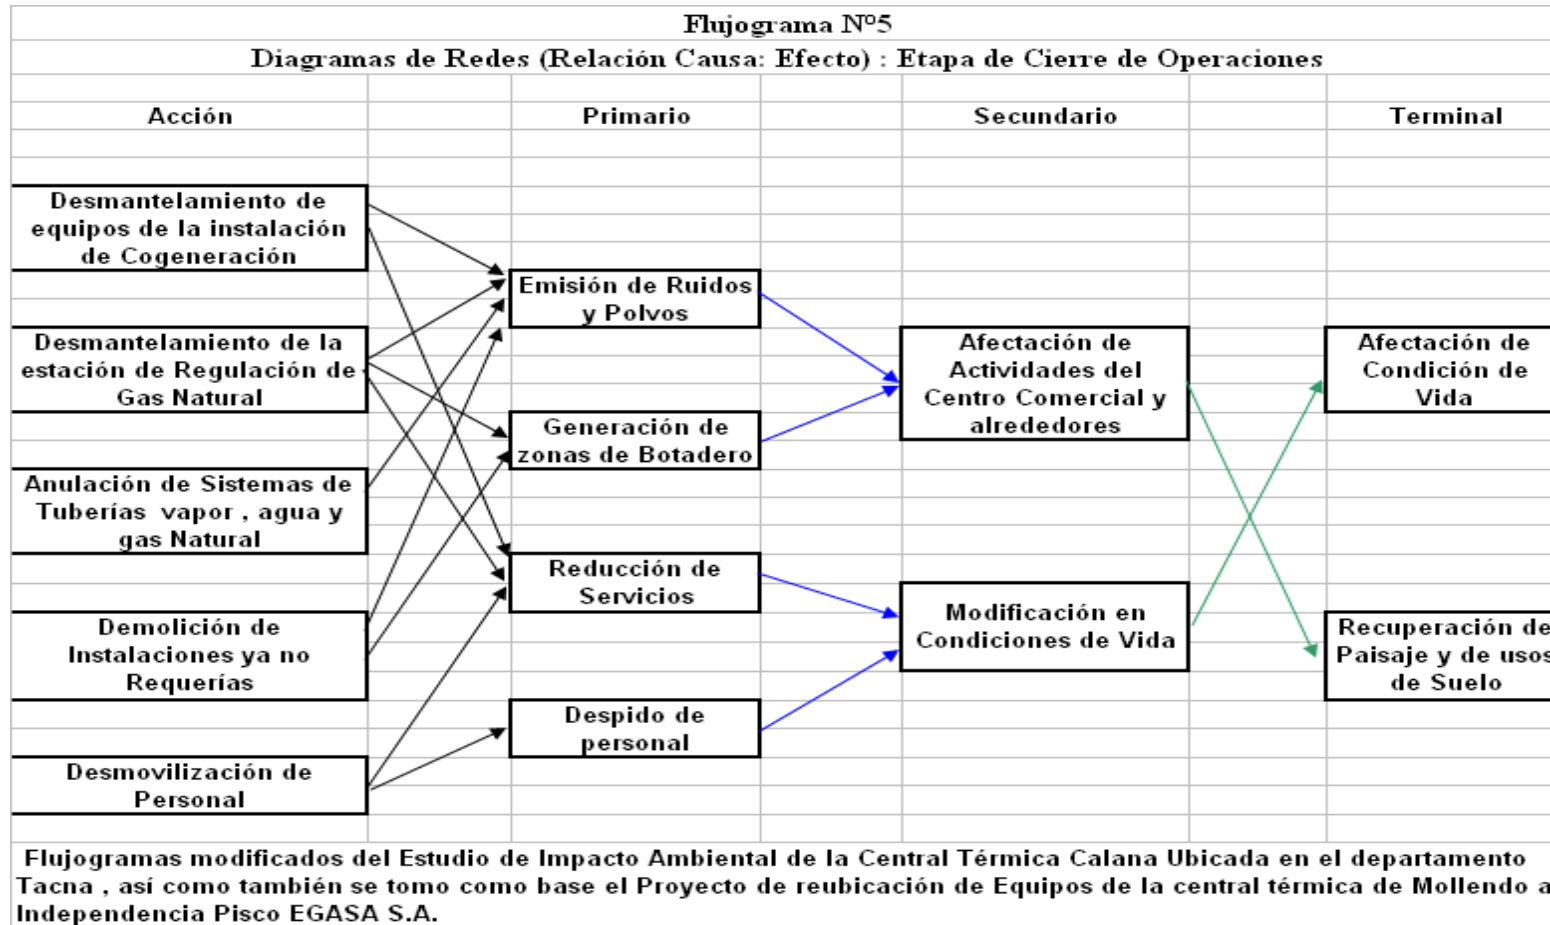 Flujograma Nº5
Diagramas de Redes (Relación Causa: Efecto) : Etapa de Cierre de Operaciones
Acción
Primario
Secundario
Terminal
Desmantelamiento de
equipos de la instalación
de Cogeneración
Desmantelamiento de la
estación de Regulación de
Gas Natural
Anulación de Sistemas de
Tuberías vapor , agua y
gas Natural
Demolición de
Instalaciones ya no
Requerías
Desmovilización de
Personal
Emisión de Ruidos
y Polvos
Generación de
zonas de Botadero
Reducción de
Servicios
Despido de
personal
Afectación de
Actividades del
Centro Comercial y
alrededores
Modificación en
Condiciones de Vida
Afectación de
Condición de
Vida
Recuperación de
Paisaje y de usos
de Suelo
Flujogramas modificados del Estudio de Impacto Ambiental de la Central Térmica Calana Ubicada en el departamento
Tacna , así como también se tomo como base el Proyecto de reubicación de Equipos de la central térmica de Mollendo a
Independencia Pisco EGASA S.A.